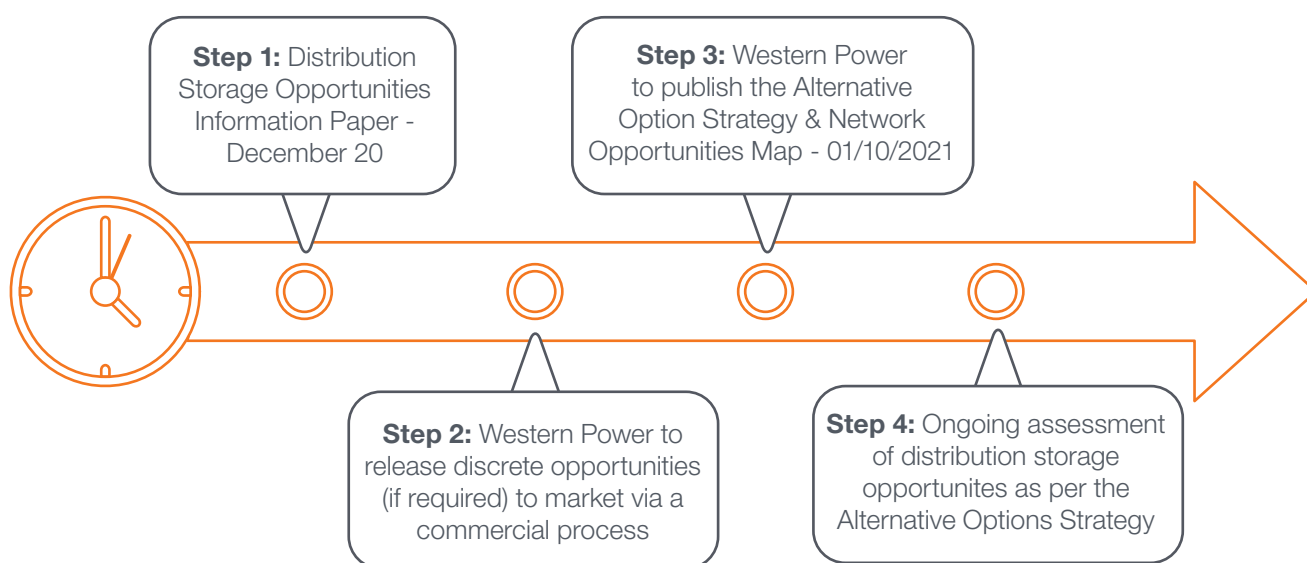 Step 1: Distribution
Storage Opportunities
Information Paper -
December 20
Step 2: Western Power to
release discrete opportunities
(if required) to market via a
commercial process
Step 3: Western Power
to publish the Alternative
Option Strategy & Network
Opportunities Map - 01/10/2021
Step 4: Ongoing assessment
of distribution storage
opportunites as per the
Alternative Options Strategy